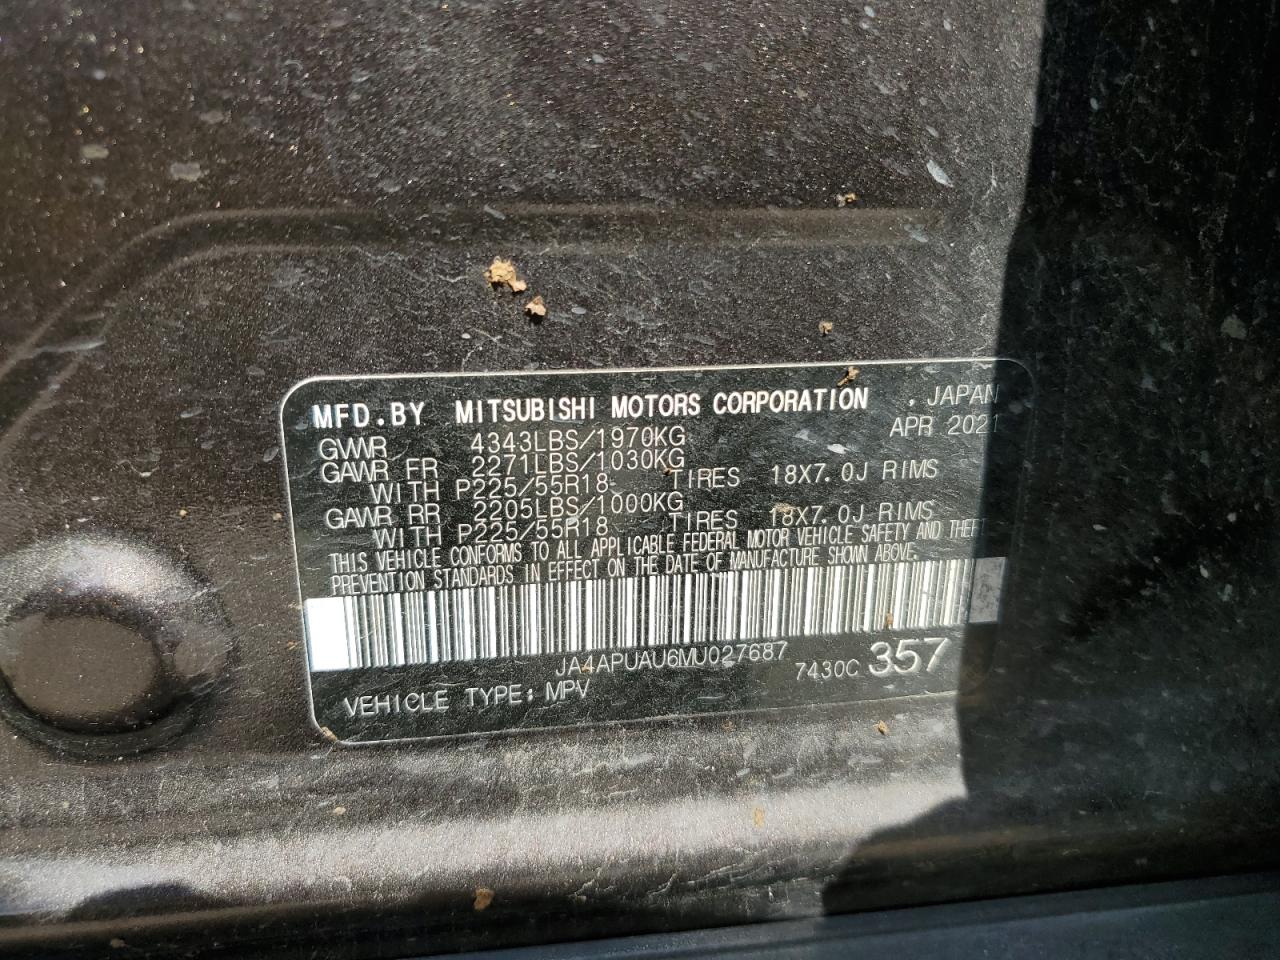 MFD.BY MITSUBISHI MOTORS CORPORATION , JAPAN
APR 2021
GVWR 4343LBS/1970KG
GAWR FR 2271LBS/1030KG
WITH P225/55R18 TIRES 18X7.0J RIMS
GAWR RR 2205LBS/1000KG
WITH P225/55R18 TIRES 18X7.0J RIMS
THIS VEHICLE CONFORMS TO ALL APPLICABLE FEDERAL MOTOR VEHICLE SAFETY AND THEFT
PREVENTION STANDARDS IN EFFECT ON THE DATE OF MANUFACTURE SHOWN ABOVE.
JA4APUAU6MU027687 7430C 357
VEHICLE TYPE: MPV